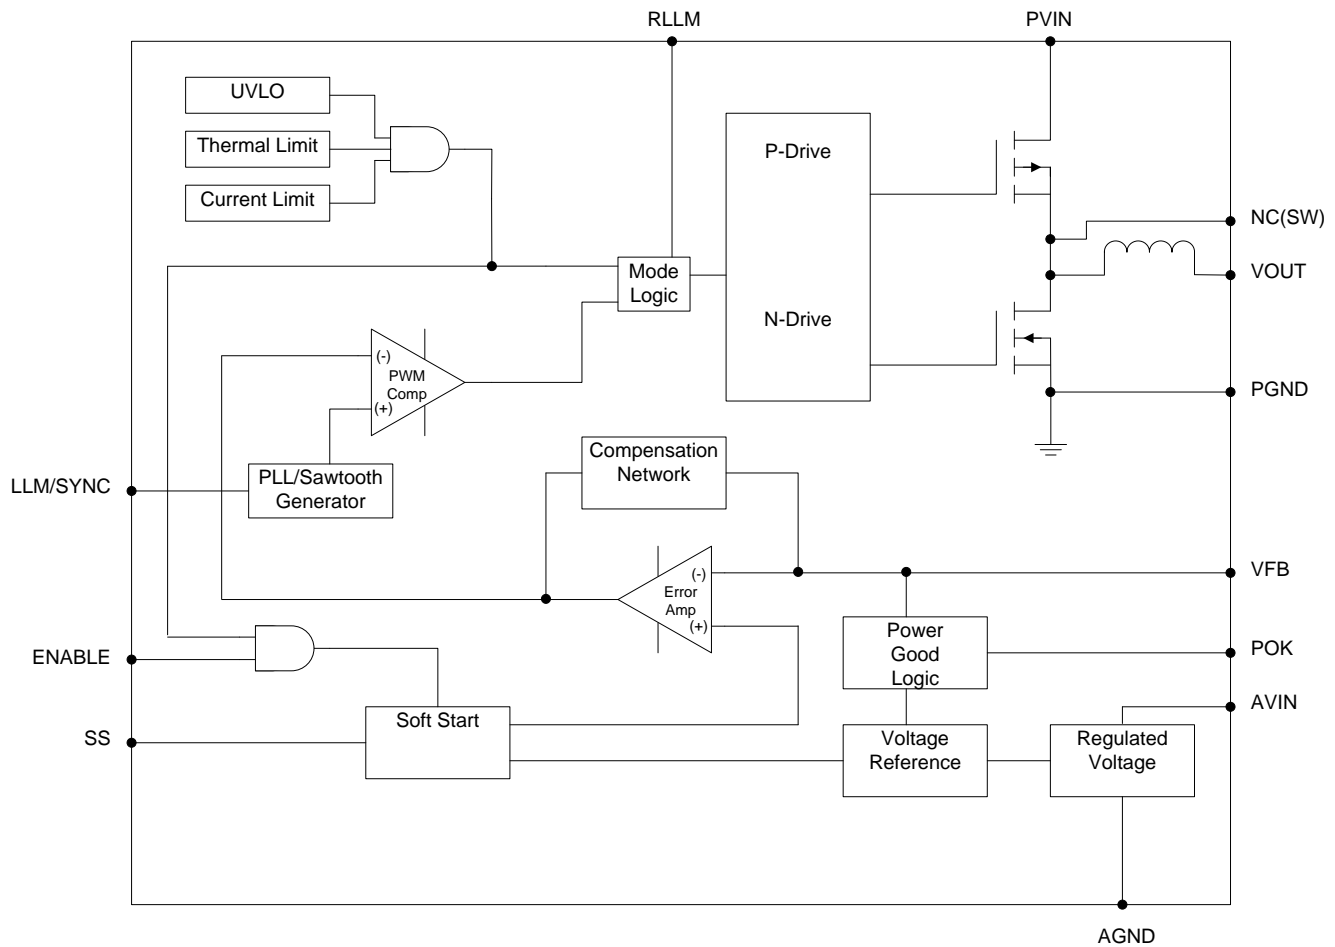 RLLM
PVIN
UVLO
Thermal Limit
Current Limit
P-Drive
N-Drive
NC(SW)
VOUT
Mode
Logic
(-)
PWM
Comp
(+)
PGND
Compensation
Network
LLM/SYNC
PLL/Sawtooth
Generator
VFB
(-)
Error
Amp
(+)
ENABLE
Power
Good
Logic
POK
AVIN
SS
Soft Start
Voltage
Reference
Regulated
Voltage
AGND